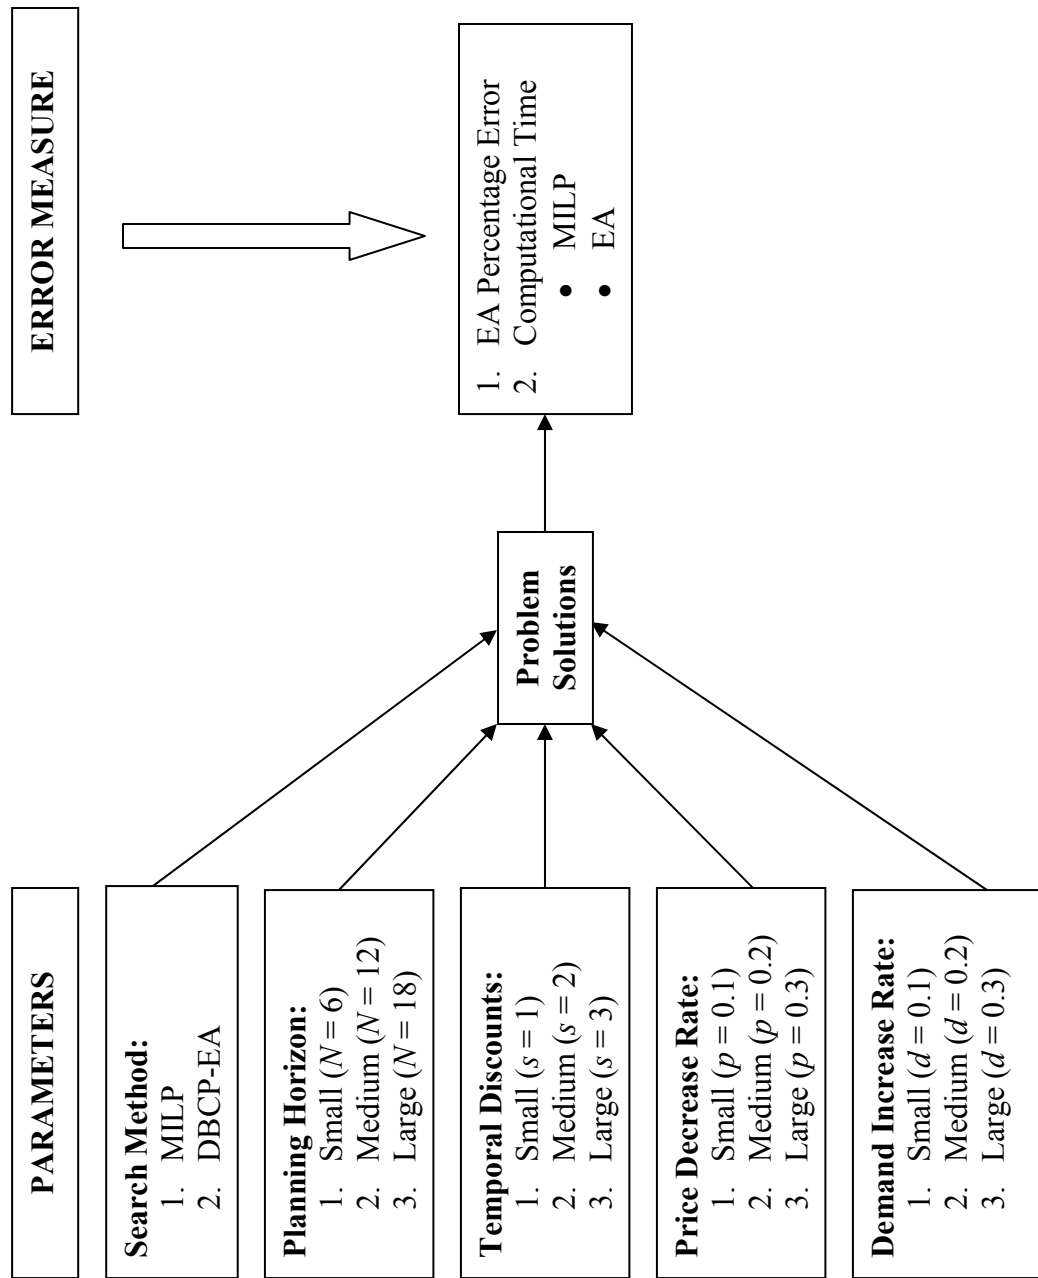 PARAMETERS
ERROR MEASURE
Search Method:
1. MILP
2. DBCP-EA
Planning Horizon:
1. Small (N = 6)
2. Medium (N = 12)
3. Large (N = 18)
Temporal Discounts:
1. Small (s = 1)
2. Medium (s = 2)
3. Large (s = 3)
Price Decrease Rate:
1. Small (p = 0.1)
2. Medium (p = 0.2)
3. Large (p = 0.3)
Demand Increase Rate:
1. Small (d = 0.1)
2. Medium (d = 0.2)
3. Large (d = 0.3)
Problem
Solutions
1. EA Percentage Error
2. Computational Time
• MILP
• EA